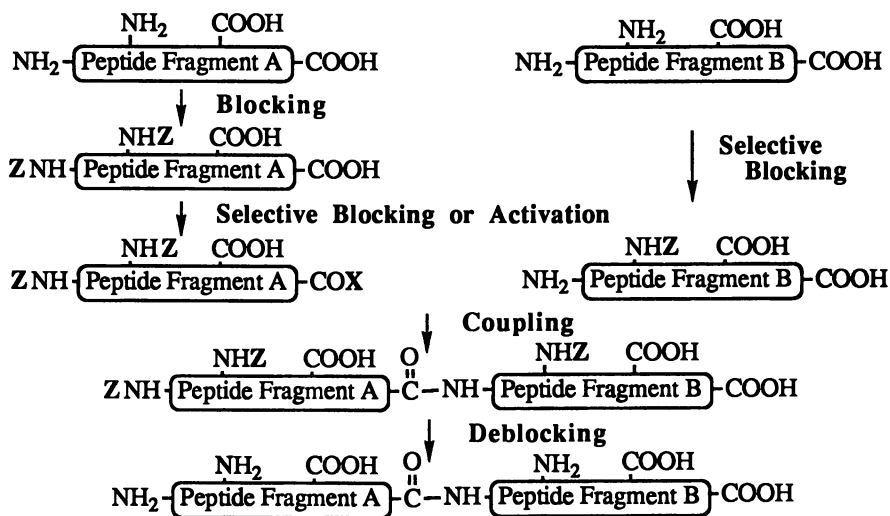 NH2 COOH NH2 COOH
NH2 Peptide Fragment A COOH NH2 Peptide Fragment B COOH
Blocking
NHZ COOH
ZNH Peptide Fragment A COOH
Selective
Blocking
Selective Blocking or Activation
NHZ COOH NHZ COOH
ZNH Peptide Fragment A COX NH2 Peptide Fragment B COOH
Coupling
NHZ COOH O NHZ COOH
ZNH Peptide Fragment A C NH Peptide Fragment B COOH
Deblocking
NH2 COOH O NH2 COOH
NH2 Peptide Fragment A C NH Peptide Fragment B COOH